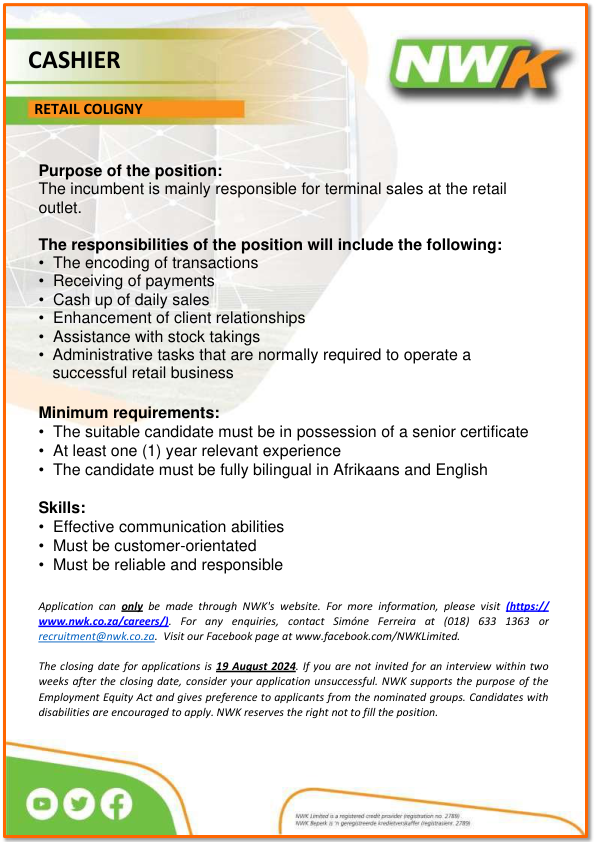 CASHIER
NWK
RETAIL COLIGNY
Purpose of the position:
The incumbent is mainly responsible for terminal sales at the retail
outlet.
The responsibilities of the position will include the following:
• The encoding of transactions
• Receiving of payments
• Cash up of daily sales
• Enhancement of client relationships
• Assistance with stock takings
• Administrative tasks that are normally required to operate a
successful retail business
Minimum requirements:
• The suitable candidate must be in possession of a senior certificate
• At least one (1) year relevant experience
• The candidate must be fully bilingual in Afrikaans and English
Skills:
• Effective communication abilities
• Must be customer-orientated
• Must be reliable and responsible
Application can only be made through NWK's website. For more information, please visit (https://
www.nwk.co.za/careers/). For any enquiries, contact Simóne Ferreira at (018) 633 1363 or
recruitment@nwk.co.za. Visit our Facebook page at www.facebook.com/NWKLimited.
The closing date for applications is 19 August 2024. If you are not invited for an interview within two
weeks after the closing date, consider your application unsuccessful. NWK supports the purpose of the
Employment Equity Act and gives preference to applicants from the nominated groups. Candidates with
disabilities are encouraged to apply. NWK reserves the right not to fill the position.
NWK Limited is a registered credit provider (registration no. 2789)
NWK Beperk is 'n geregistreerde kredietverskaffer (registrasienr. 2789)